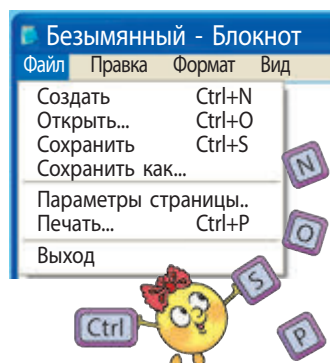 Безымянный - Блокнот
Файл Правка Формат Вид
Создать Ctrl+N
Открыть... Ctrl+O
Сохранить Ctrl+S
Сохранить как...
Параметры страницы..
Печать... Ctrl+P
Выход
N
O
S
Ctrl
P